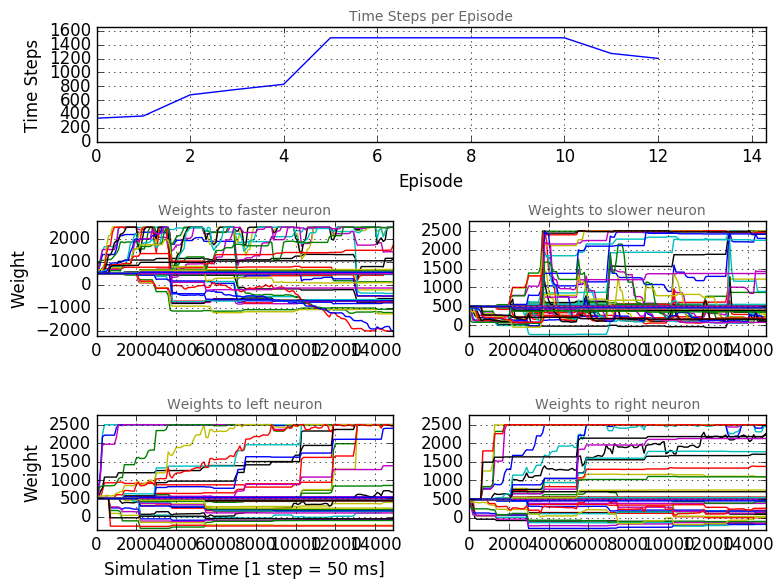 Time Steps per Episode
Time Steps
1600
1400
1200
1000
800
600
400
200
0
0 2 4 6 8 10 12 14
Episode
Weights to faster neuron
Weight
2000
1000
0
−1000
−2000
0 2000 4000 6000 8000 10000 12000 14000
Weights to slower neuron
2500
2000
1500
1000
500
0
0 2000 4000 6000 8000 10000 12000 14000
Weights to left neuron
Weight
2500
2000
1500
1000
500
0
0 2000 4000 6000 8000 10000 12000 14000
Simulation Time [1 step = 50 ms]
Weights to right neuron
2500
2000
1500
1000
500
0
0 2000 4000 6000 8000 10000 12000 14000